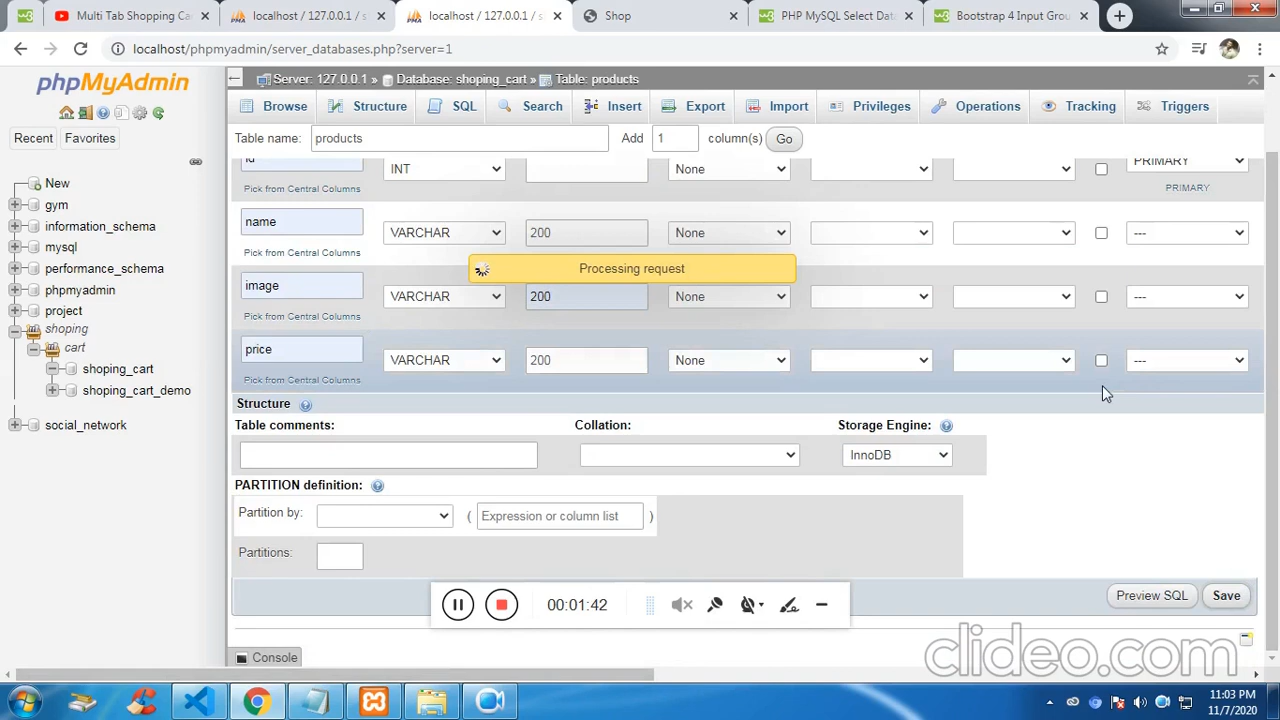 Multi Tab Shopping Ca
localhost / 127.0.0.1 / s
localhost / 127.0.0.1 / s
Shop
PHP MySQL Select Dat
Bootstrap 4 Input Grou
localhost/phpmyadmin/server_databases.php?server=1
phpMyAdmin
Server: 127.0.0.1 » Database: shoping_cart » Table: products
Browse Structure SQL Search Insert Export Import Privileges Operations Tracking Triggers
Recent Favorites
Table name: products Add 1 column(s) Go
id INT None PRIMARY
Pick from Central Columns PRIMARY
name VARCHAR 200 None ---
Pick from Central Columns
Processing request
image VARCHAR 200 None ---
Pick from Central Columns
price VARCHAR 200 None ---
Pick from Central Columns
New
gym
information_schema
mysql
performance_schema
phpmyadmin
project
shoping
cart
shoping_cart
shoping_cart_demo
social_network
Structure
Table comments: Collation: Storage Engine:
InnoDB
PARTITION definition:
Partition by: ( Expression or column list )
Partitions:
Preview SQL Save
00:01:42
Console
clideo.com
11:03 PM
11/7/2020